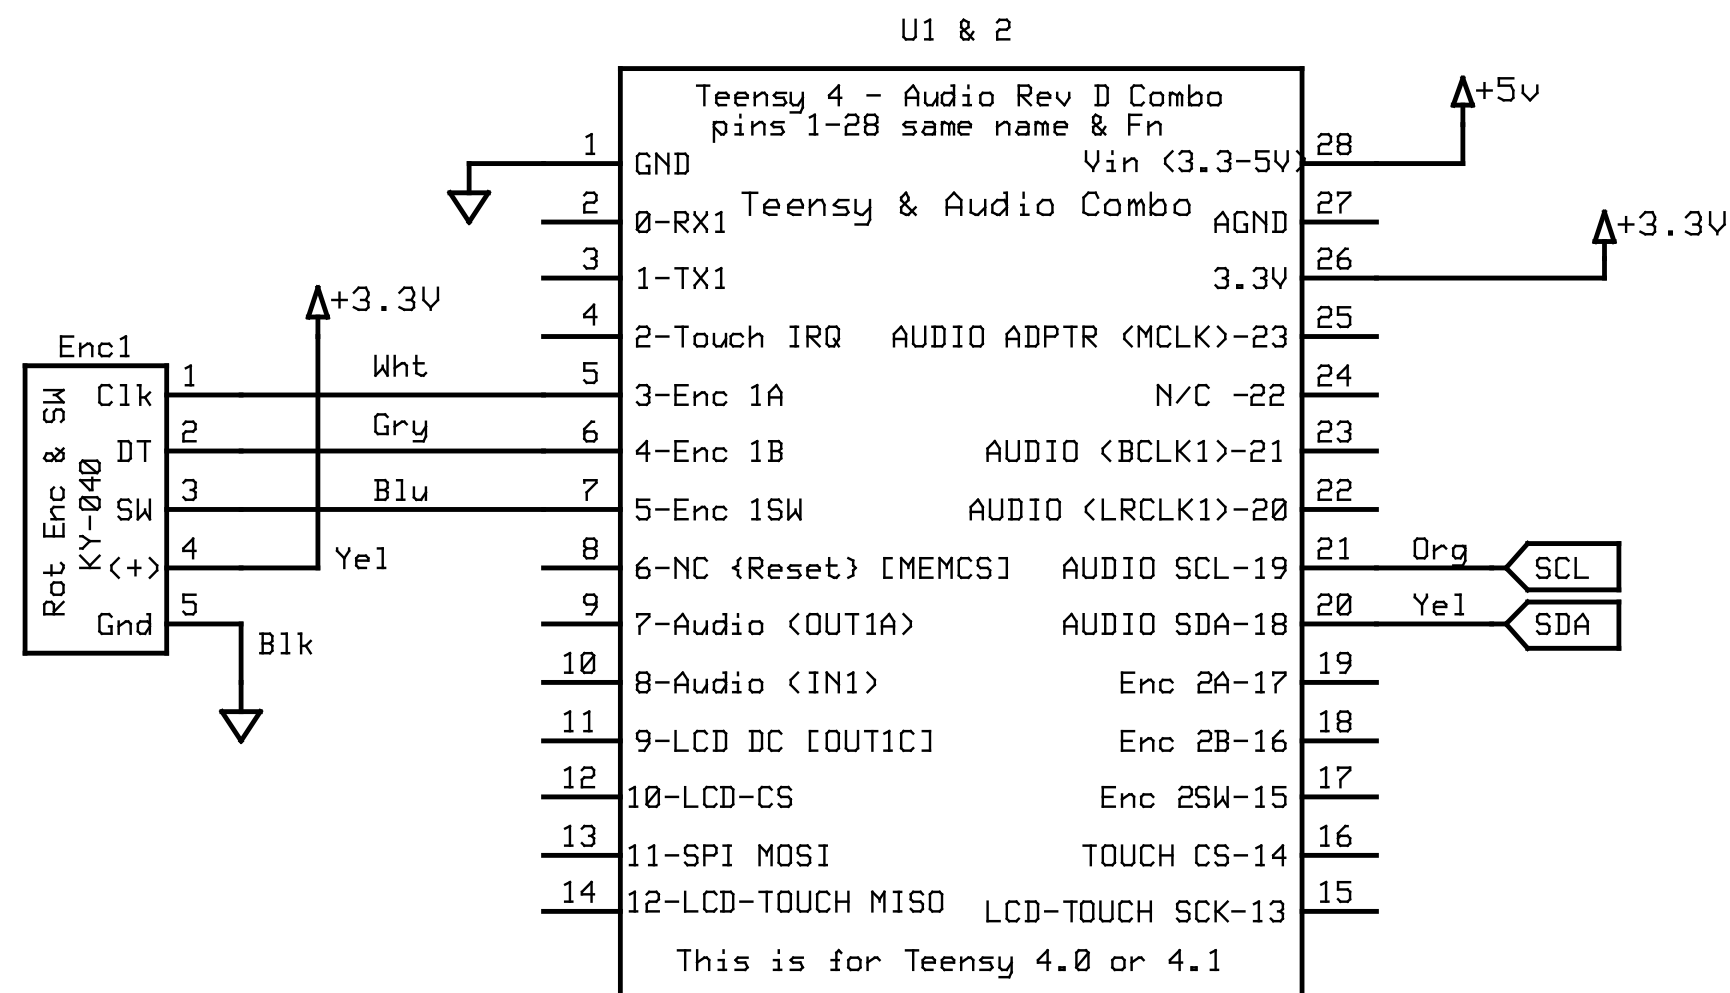 U1 & 2
Teensy 4 - Audio Rev D Combo
pins 1-28 same name & Fn
Teensy & Audio Combo
1 GND
2 0-RX1
3 1-TX1
4 2-Touch IRQ
5 3-Enc 1A
6 4-Enc 1B
7 5-Enc 1SW
8 6-NC {Reset} [MEMCS]
9 7-Audio (OUT1A)
10 8-Audio (IN1)
11 9-LCD DC [OUT1C]
12 10-LCD-CS
13 11-SPI MOSI
14 12-LCD-TOUCH MISO
Vin (3.3-5V) 28
AGND 27
3.3V 26
AUDIO ADPTR (MCLK)-23 25
N/C -22 24
AUDIO (BCLK1)-21 23
AUDIO (LRCLK1)-20 22
AUDIO SCL-19 21
AUDIO SDA-18 20
Enc 2A-17 19
Enc 2B-16 18
Enc 2SW-15 17
TOUCH CS-14 16
LCD-TOUCH SCK-13 15
This is for Teensy 4.0 or 4.1
+5v
+3.3V
Org SCL
Yel SDA
+3.3V
Enc1
Rot Enc & SW
KY-040
Clk 1
DT 2
SW 3
(+) 4
Gnd 5
Wht
Gry
Blu
Yel
Blk